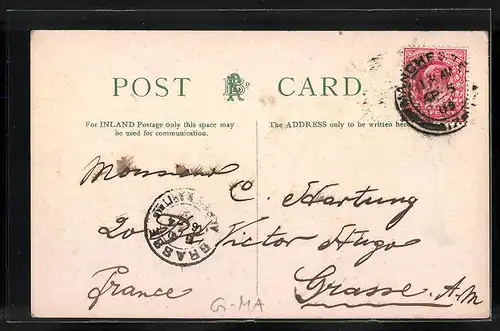 POST CARD.
For INLAND Postage only this space may
be used for communication.
The ADDRESS only to be written here
Monsieur C. Hartung
20 Victor Hugo
Grasse. A-M
France
GRASSE
G-MA